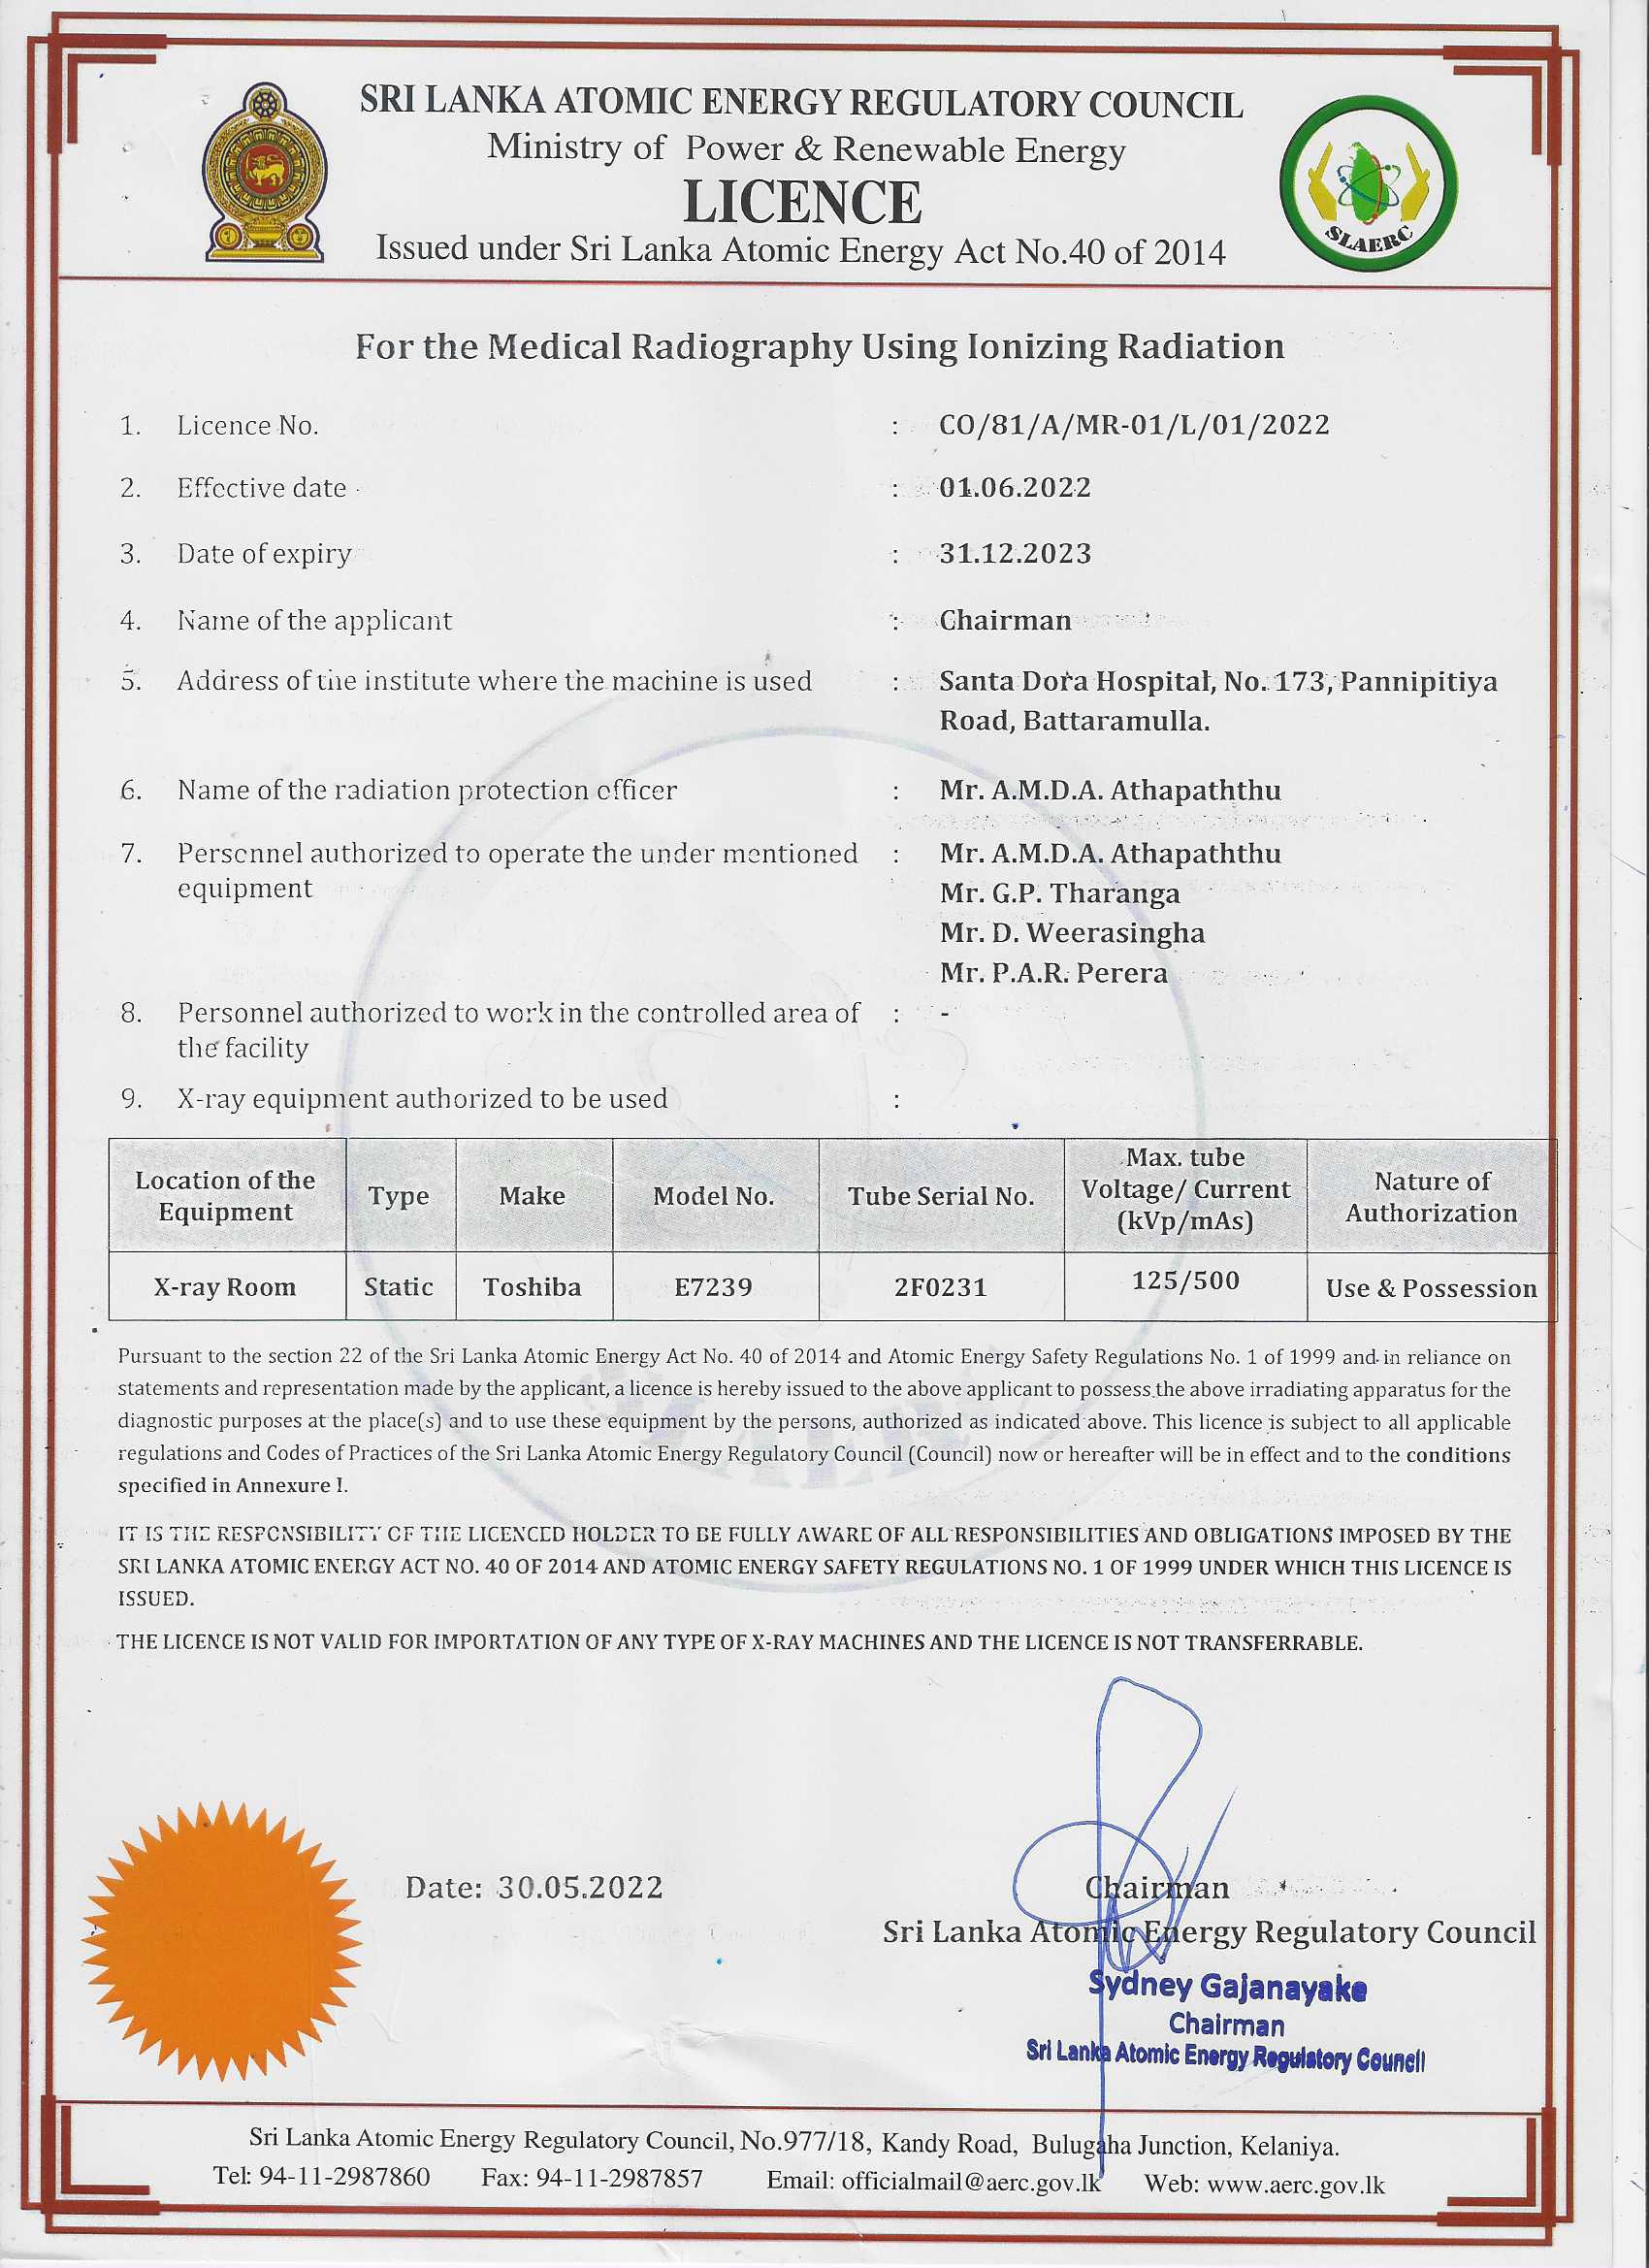 SRI LANKA ATOMIC ENERGY REGULATORY COUNCIL
Ministry of Power & Renewable Energy
LICENCE
Issued under Sri Lanka Atomic Energy Act No.40 of 2014
SLAERC
For the Medical Radiography Using Ionizing Radiation
1. Licence No. : CO/81/A/MR-01/L/01/2022
2. Effective date : 01.06.2022
3. Date of expiry : 31.12.2023
4. Name of the applicant : Chairman
5. Address of the institute where the machine is used : Santa Dora Hospital, No. 173, Pannipitiya
Road, Battaramulla.
6. Name of the radiation protection officer : Mr. A.M.D.A. Athapaththu
7. Personnel authorized to operate the under mentioned : Mr. A.M.D.A. Athapaththu
equipment Mr. G.P. Tharanga
Mr. D. Weerasingha
Mr. P.A.R. Perera
8. Personnel authorized to work in the controlled area of : -
the facility
9. X-ray equipment authorized to be used :
Location of the Equipment Type Make Model No. Tube Serial No. Max. tube Voltage/ Current (kVp/mAs) Nature of Authorization
X-ray Room Static Toshiba E7239 2F0231 125/500 Use & Possession
Pursuant to the section 22 of the Sri Lanka Atomic Energy Act No. 40 of 2014 and Atomic Energy Safety Regulations No. 1 of 1999 and in reliance on
statements and representation made by the applicant, a licence is hereby issued to the above applicant to possess the above irradiating apparatus for the
diagnostic purposes at the place(s) and to use these equipment by the persons, authorized as indicated above. This licence is subject to all applicable
regulations and Codes of Practices of the Sri Lanka Atomic Energy Regulatory Council (Council) now or hereafter will be in effect and to the conditions
specified in Annexure I.
IT IS THE RESPONSIBILITY OF THE LICENCED HOLDER TO BE FULLY AWARE OF ALL RESPONSIBILITIES AND OBLIGATIONS IMPOSED BY THE
SRI LANKA ATOMIC ENERGY ACT NO. 40 OF 2014 AND ATOMIC ENERGY SAFETY REGULATIONS NO. 1 OF 1999 UNDER WHICH THIS LICENCE IS
ISSUED.
THE LICENCE IS NOT VALID FOR IMPORTATION OF ANY TYPE OF X-RAY MACHINES AND THE LICENCE IS NOT TRANSFERRABLE.
Date: 30.05.2022
Chairman
Sri Lanka Atomic Energy Regulatory Council
Sydney Gajanayake
Chairman
Sri Lanka Atomic Energy Regulatory Council
Sri Lanka Atomic Energy Regulatory Council, No.977/18, Kandy Road, Bulugaha Junction, Kelaniya.
Tel: 94-11-2987860 Fax: 94-11-2987857 Email: officialmail@aerc.gov.lk Web: www.aerc.gov.lk